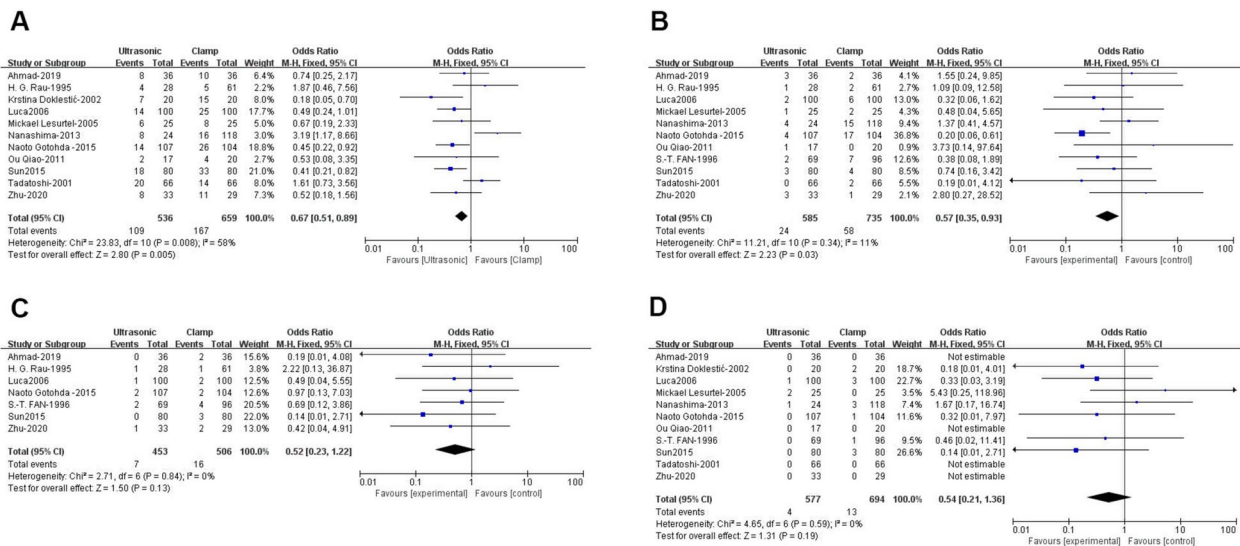 A
Ultrasonic Clamp Odds Ratio Odds Ratio
Study or Subgroup Events Total Events Total Weight M-H, Fixed, 95% CI M-H, Fixed, 95% CI
Ahmad-2019 8 36 10 36 6.4% 0.74 [0.25, 2.17]
H. G. Rau-1995 4 28 5 61 2.2% 1.87 [0.46, 7.56]
Krstina Doklestić-2002 7 20 15 20 8.0% 0.18 [0.05, 0.70]
Luca2006 14 100 25 100 17.7% 0.49 [0.24, 1.01]
Mickael Lesurtel-2005 6 25 8 25 5.0% 0.67 [0.19, 2.33]
Nanashima-2013 8 24 16 118 3.0% 3.19 [1.17, 8.66]
Naoto Gotohda -2015 14 107 26 104 18.9% 0.45 [0.22, 0.92]
Ou Qiao-2011 2 17 4 20 2.7% 0.53 [0.08, 3.35]
Sun2015 18 80 33 80 21.0% 0.41 [0.21, 0.82]
Tadatoshi-2001 20 66 14 66 8.0% 1.61 [0.73, 3.56]
Zhu-2020 8 33 11 29 7.3% 0.52 [0.18, 1.56]
Total (95% CI) 536 659 100.0% 0.67 [0.51, 0.89]
Total events 109 167
Heterogeneity: Chi² = 23.83, df = 10 (P = 0.008); I² = 58%
Test for overall effect: Z = 2.80 (P = 0.005)
0.01 0.1 1 10 100
Favours [Ultrasonic] Favours [Clamp]
B
Ultrasonic Clamp Odds Ratio Odds Ratio
Study or Subgroup Events Total Events Total Weight M-H, Fixed, 95% CI M-H, Fixed, 95% CI
Ahmad-2019 3 36 2 36 4.1% 1.55 [0.24, 9.85]
H. G. Rau-1995 1 28 2 61 2.7% 1.09 [0.09, 12.58]
Luca2006 2 100 6 100 13.2% 0.32 [0.06, 1.62]
Mickael Lesurtel-2005 1 25 2 25 4.3% 0.48 [0.04, 5.65]
Nanashima-2013 4 24 15 118 9.3% 1.37 [0.41, 4.57]
Naoto Gotohda -2015 4 107 17 104 36.8% 0.20 [0.06, 0.61]
Ou Qiao-2011 1 17 0 20 0.9% 3.73 [0.14, 97.64]
S.-T. FAN-1996 2 69 7 96 12.6% 0.38 [0.08, 1.89]
Sun2015 3 80 4 80 8.6% 0.74 [0.16, 3.42]
Tadatoshi-2001 0 66 2 66 5.5% 0.19 [0.01, 4.12]
Zhu-2020 3 33 1 29 2.1% 2.80 [0.27, 28.52]
Total (95% CI) 585 735 100.0% 0.57 [0.35, 0.93]
Total events 24 58
Heterogeneity: Chi² = 11.21, df = 10 (P = 0.34); I² = 11%
Test for overall effect: Z = 2.23 (P = 0.03)
0.01 0.1 1 10 100
Favours [experimental] Favours [control]
C
Ultrasonic Clamp Odds Ratio Odds Ratio
Study or Subgroup Events Total Events Total Weight M-H, Fixed, 95% CI M-H, Fixed, 95% CI
Ahmad-2019 0 36 2 36 15.6% 0.19 [0.01, 4.08]
H. G. Rau-1995 1 28 1 61 3.8% 2.22 [0.13, 36.87]
Luca2006 1 100 2 100 12.5% 0.49 [0.04, 5.55]
Naoto Gotohda -2015 2 107 2 104 12.6% 0.97 [0.13, 7.03]
S.-T. FAN-1996 2 69 4 96 20.6% 0.69 [0.12, 3.86]
Sun2015 0 80 3 80 22.0% 0.14 [0.01, 2.71]
Zhu-2020 1 33 2 29 13.0% 0.42 [0.04, 4.91]
Total (95% CI) 453 506 100.0% 0.52 [0.23, 1.22]
Total events 7 16
Heterogeneity: Chi² = 2.71, df = 6 (P = 0.84); I² = 0%
Test for overall effect: Z = 1.50 (P = 0.13)
0.01 0.1 1 10 100
Favours [experimental] Favours [control]
D
Ultrasonic Clamp Odds Ratio Odds Ratio
Study or Subgroup Events Total Events Total Weight M-H, Fixed, 95% CI M-H, Fixed, 95% CI
Ahmad-2019 0 36 0 36 Not estimable
Krstina Doklestić-2002 0 20 2 20 18.7% 0.18 [0.01, 4.01]
Luca2006 1 100 3 100 22.7% 0.33 [0.03, 3.19]
Mickael Lesurtel-2005 2 25 0 25 3.5% 5.43 [0.25, 118.96]
Nanashima-2013 1 24 3 118 7.4% 1.67 [0.17, 16.74]
Naoto Gotohda -2015 0 107 1 104 11.6% 0.32 [0.01, 7.97]
Ou Qiao-2011 0 17 0 20 Not estimable
S.-T. FAN-1996 0 69 1 96 9.5% 0.46 [0.02, 11.41]
Sun2015 0 80 3 80 26.6% 0.14 [0.01, 2.71]
Tadatoshi-2001 0 66 0 66 Not estimable
Zhu-2020 0 33 0 29 Not estimable
Total (95% CI) 577 694 100.0% 0.54 [0.21, 1.36]
Total events 4 13
Heterogeneity: Chi² = 4.65, df = 6 (P = 0.59); I² = 0%
Test for overall effect: Z = 1.31 (P = 0.19)
0.01 0.1 1 10 100
Favours [experimental] Favours [control]